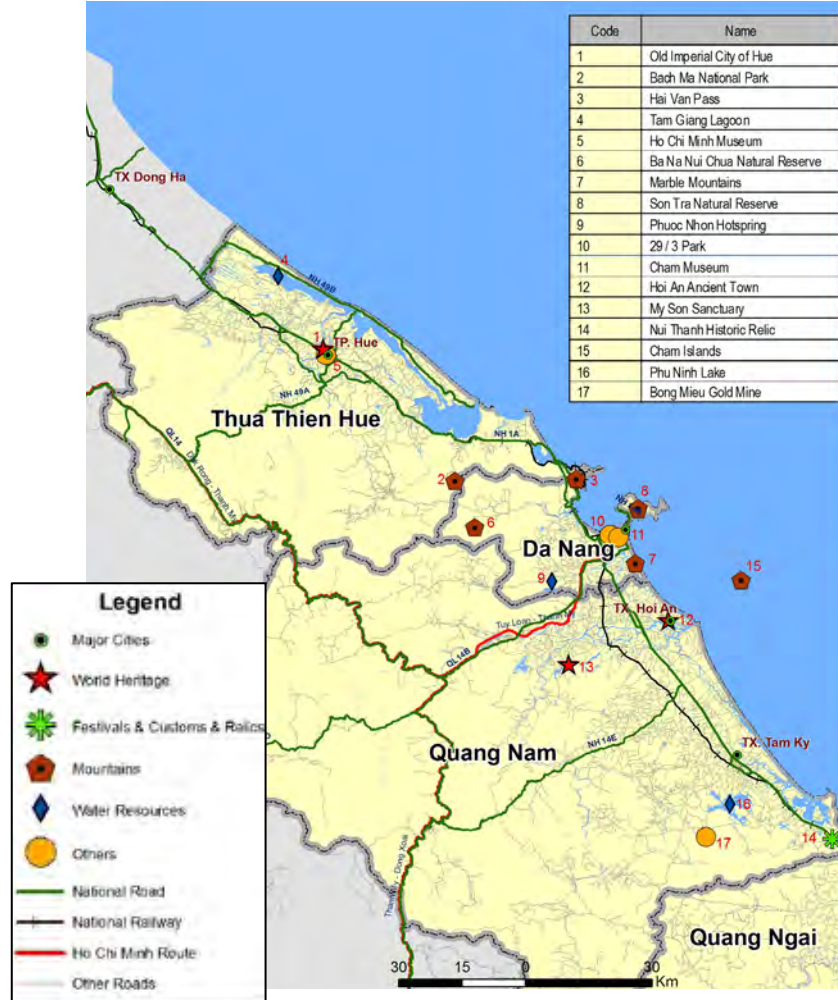 Code Name
1 Old Imperial City of Hue
2 Bach Ma National Park
3 Hai Van Pass
4 Tam Giang Lagoon
5 Ho Chi Minh Museum
6 Ba Na Nui Chua Natural Reserve
7 Marble Mountains
8 Son Tra Natural Reserve
9 Phuoc Nhon Hotspring
10 29 / 3 Park
11 Cham Museum
12 Hoi An Ancient Town
13 My Son Sanctuary
14 Nui Thanh Historic Relic
15 Cham Islands
16 Phu Ninh Lake
17 Bong Mieu Gold Mine
TX Dong Ha
4
NH 49B
1
TP. Hue
5
NH 49A
Thua Thien Hue
QL14
NH 1A
2
3
8
6
10
11
Da Nang
7
9
15
TX. Hoi An
12
Tuy Loan
QL14B
13
Quang Nam
NH 14E
TX. Tam Ky
16
17
14
Quang Ngai
30 15 0 30
Km
Legend
Major Cities
World Heritage
Festivals & Customs & Relics
Mountains
Water Resources
Others
National Road
National Railway
Ho Chi Minh Route
Other Roads